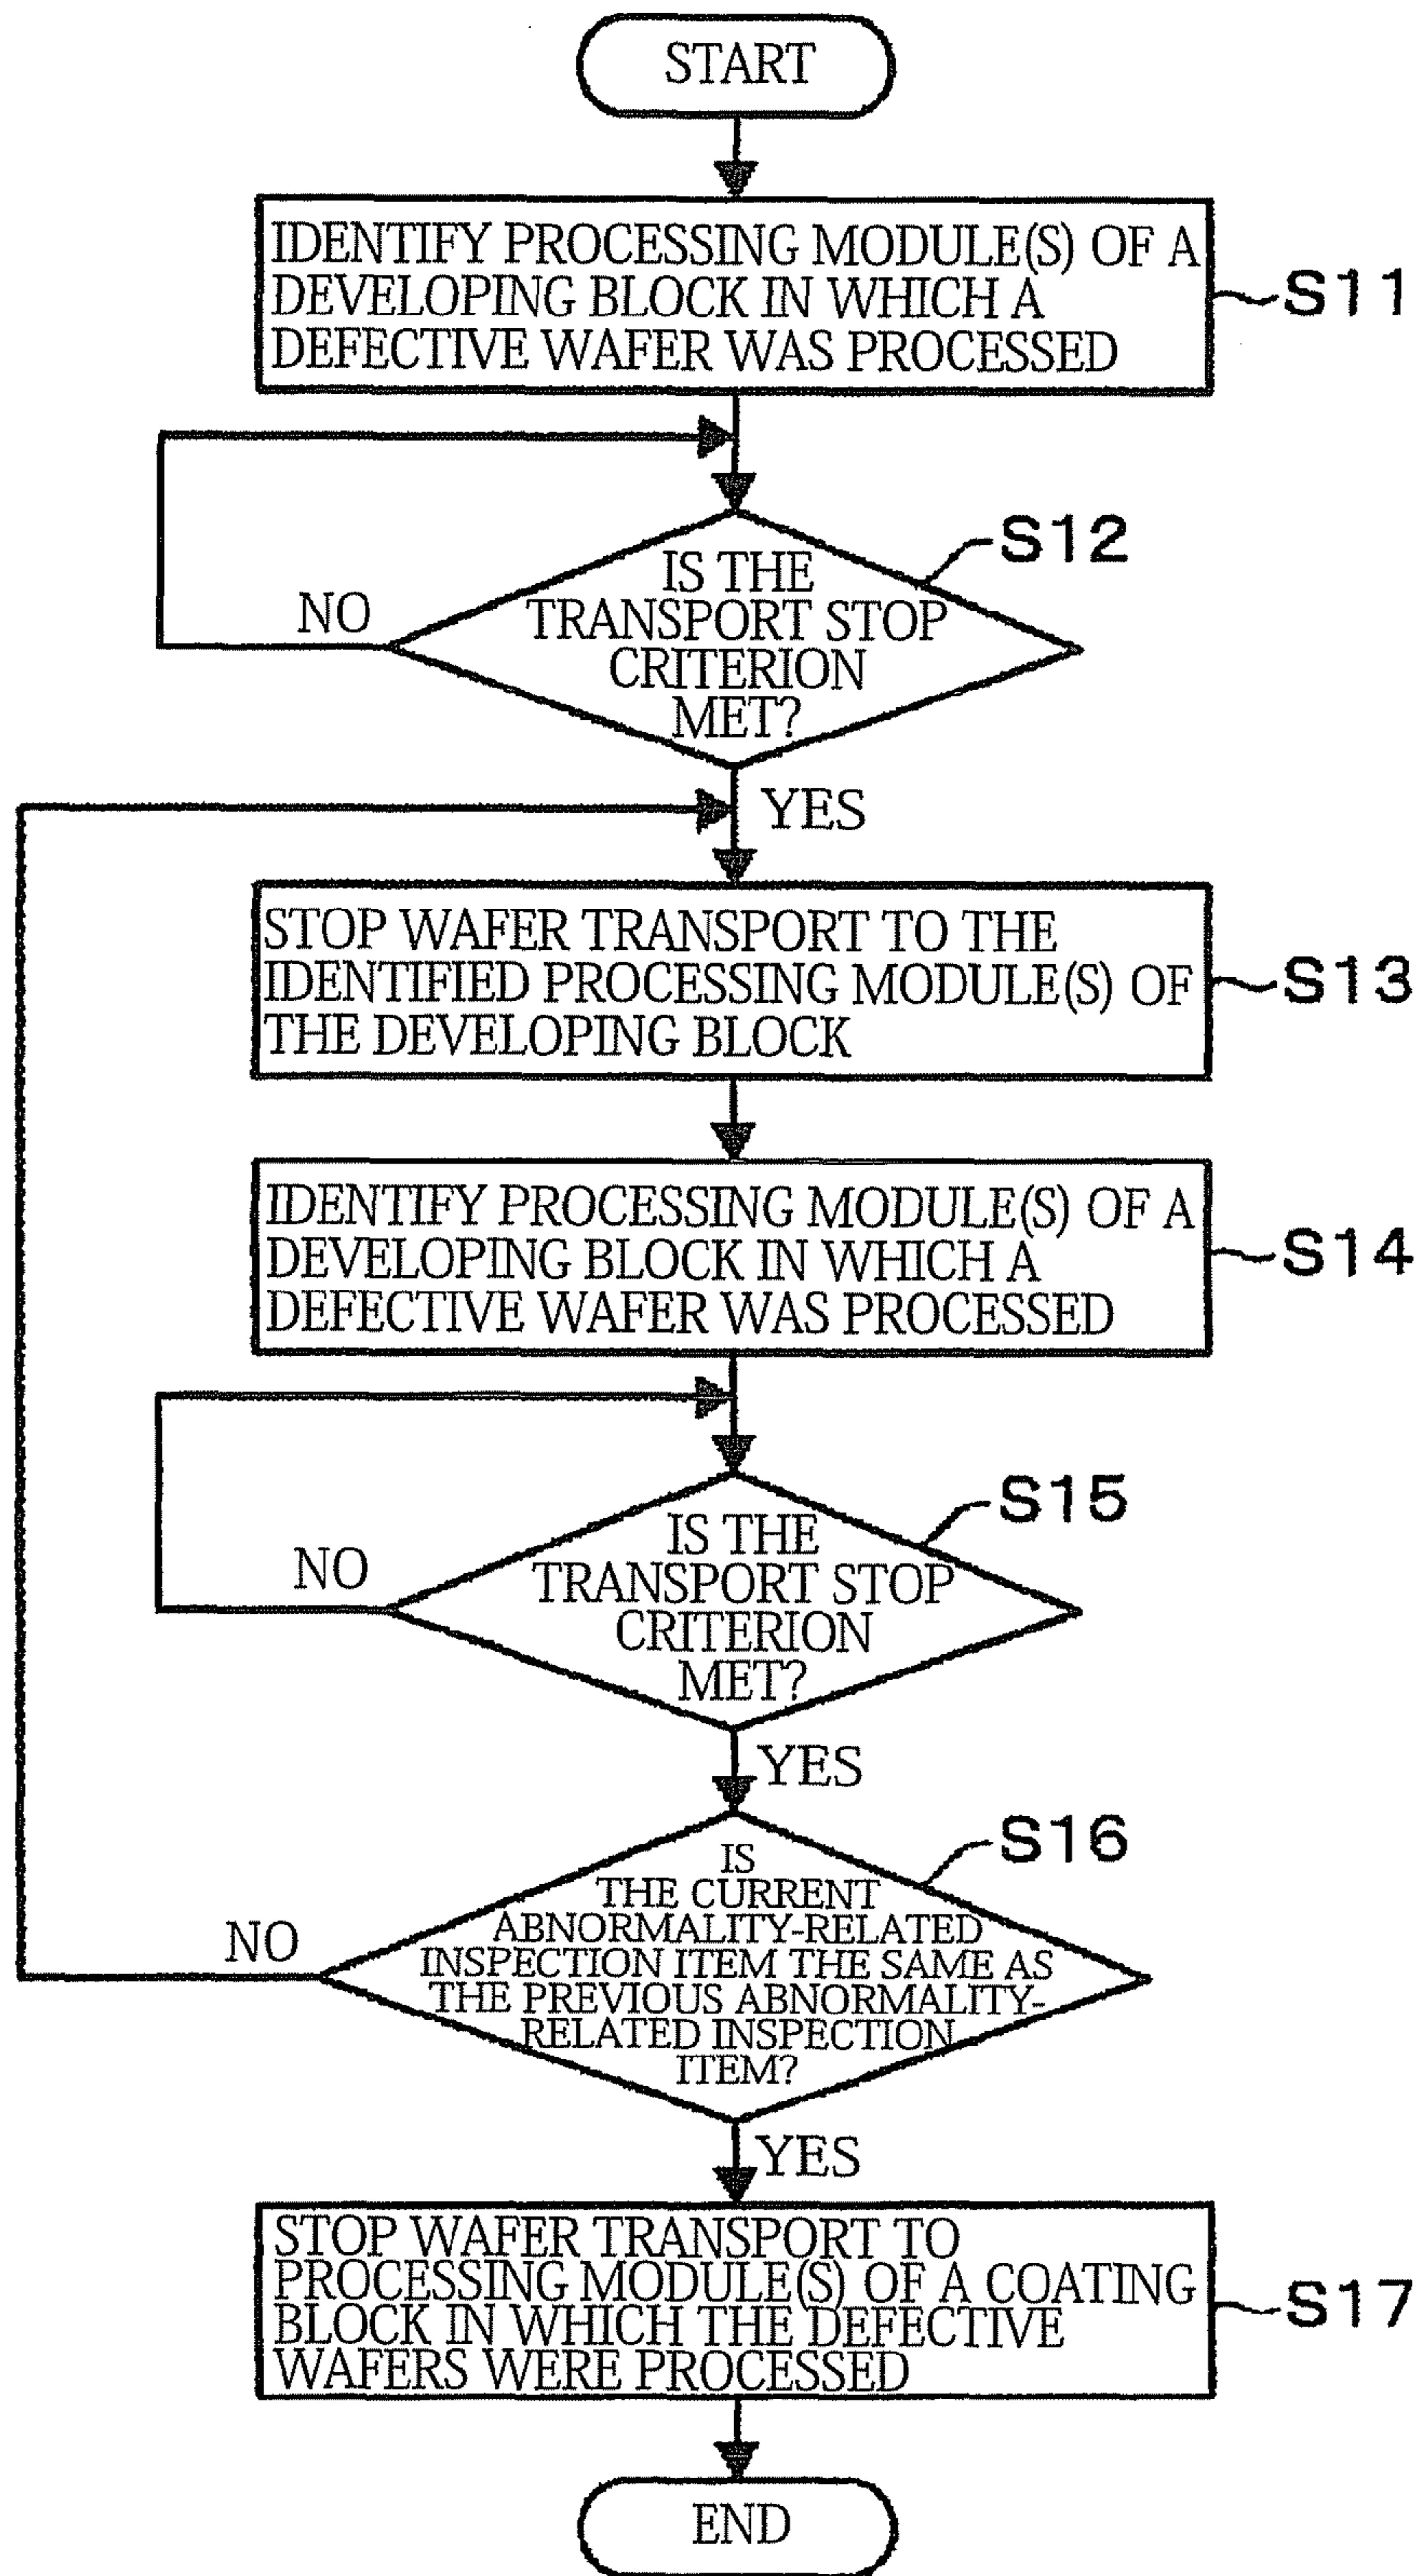 START
IDENTIFY PROCESSING MODULE(S) OF A
DEVELOPING BLOCK IN WHICH A
DEFECTIVE WAFER WAS PROCESSED
S11
S12
IS THE
TRANSPORT STOP
CRITERION
MET?
NO
YES
STOP WAFER TRANSPORT TO THE
IDENTIFIED PROCESSING MODULE(S) OF
THE DEVELOPING BLOCK
S13
IDENTIFY PROCESSING MODULE(S) OF A
DEVELOPING BLOCK IN WHICH A
DEFECTIVE WAFER WAS PROCESSED
S14
S15
IS THE
TRANSPORT STOP
CRITERION
MET?
NO
YES
S16
IS
THE CURRENT
ABNORMALITY-RELATED
INSPECTION ITEM THE SAME AS
THE PREVIOUS ABNORMALITY-
RELATED INSPECTION
ITEM?
NO
YES
STOP WAFER TRANSPORT TO
PROCESSING MODULE(S) OF A COATING
BLOCK IN WHICH THE DEFECTIVE
WAFERS WERE PROCESSED
S17
END